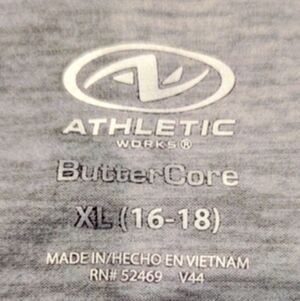 ATHLETIC
WORKS®
ButterCore
XL (16-18)
MADE IN/HECHO EN VIETNAM
RN# 52469 V44